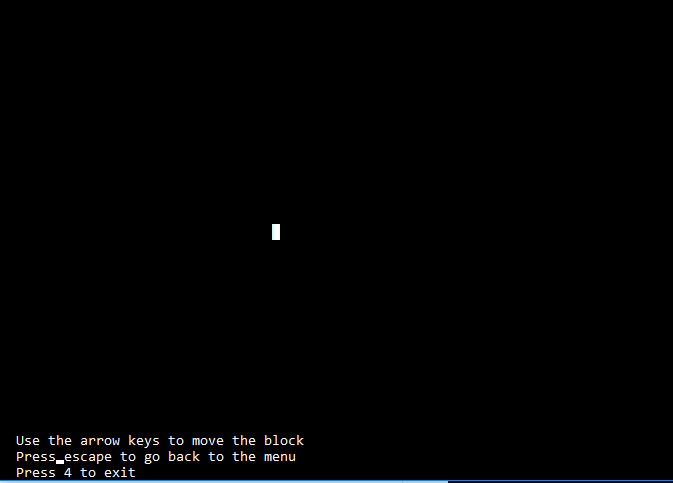 Use the arrow keys to move the block
Press escape to go back to the menu
Press 4 to exit